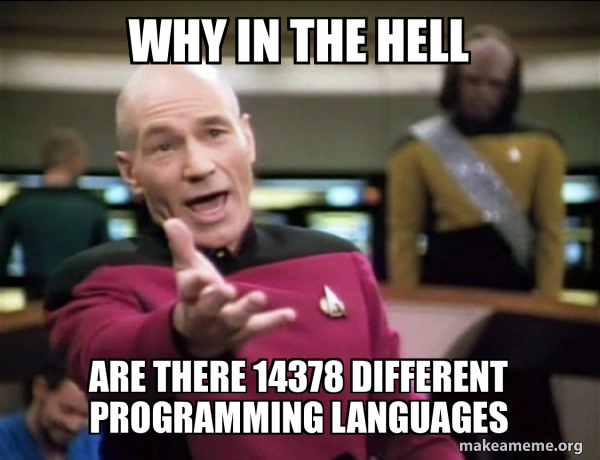 WHY IN THE HELL
ARE THERE 14378 DIFFERENT
PROGRAMMING LANGUAGES
makeameme.org